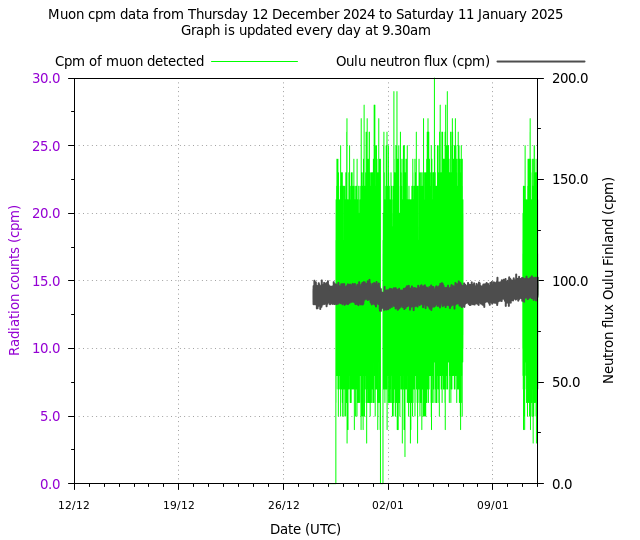 Muon cpm data from Thursday 12 December 2024 to Saturday 11 January 2025
Graph is updated every day at 9.30am
Cpm of muon detected
Oulu neutron flux (cpm)
30.0
25.0
20.0
15.0
10.0
5.0
0.0
Radiation counts (cpm)
200.0
150.0
100.0
50.0
0.0
Neutron flux Oulu Finland (cpm)
12/12 19/12 26/12 02/01 09/01
Date (UTC)